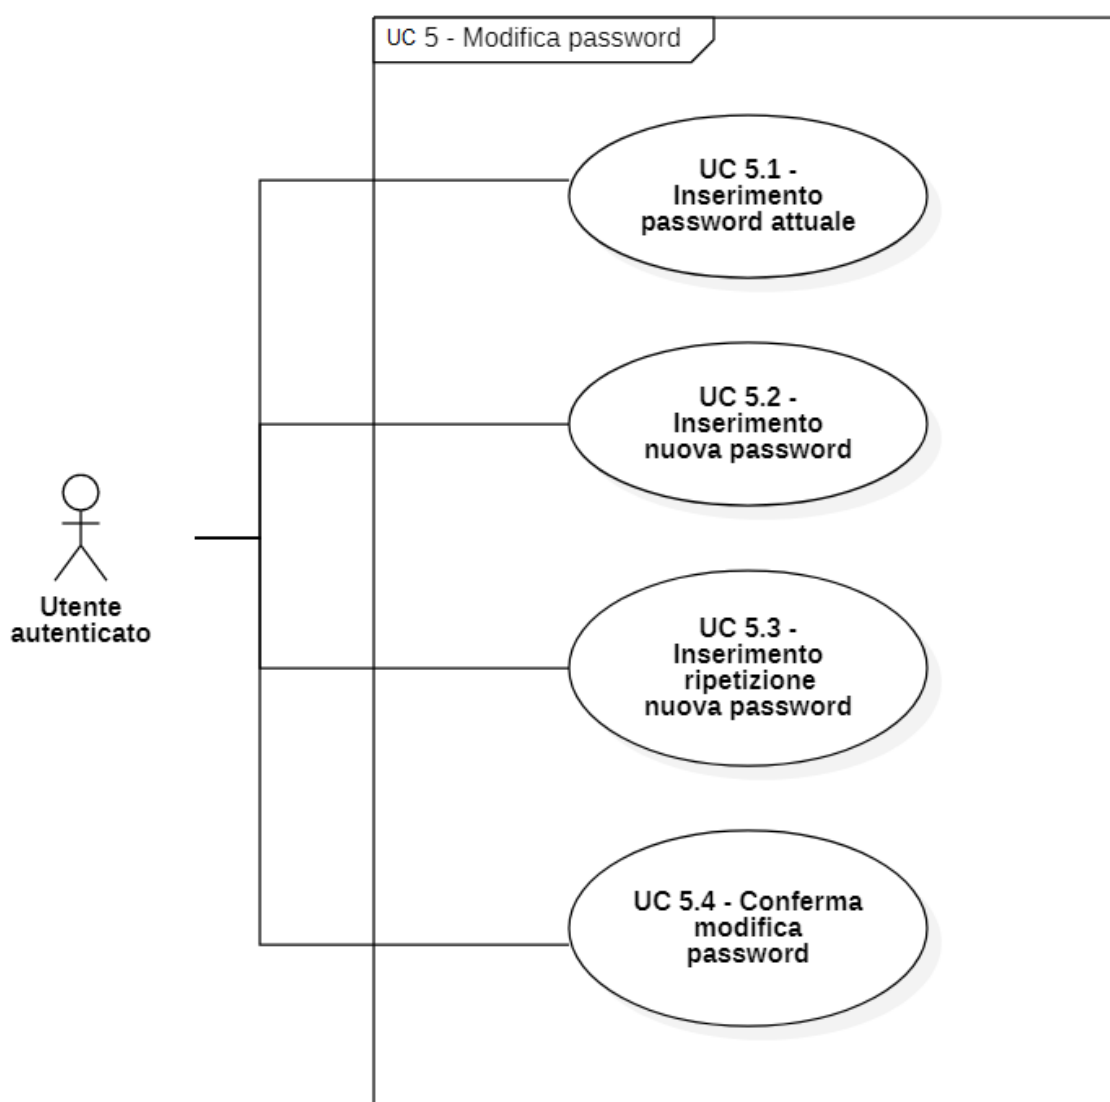 UC 5 - Modifica password
UC 5.1 -
Inserimento
password attuale
UC 5.2 -
Inserimento
nuova password
Utente
autenticato
UC 5.3 -
Inserimento
ripetizione
nuova password
UC 5.4 - Conferma
modifica
password